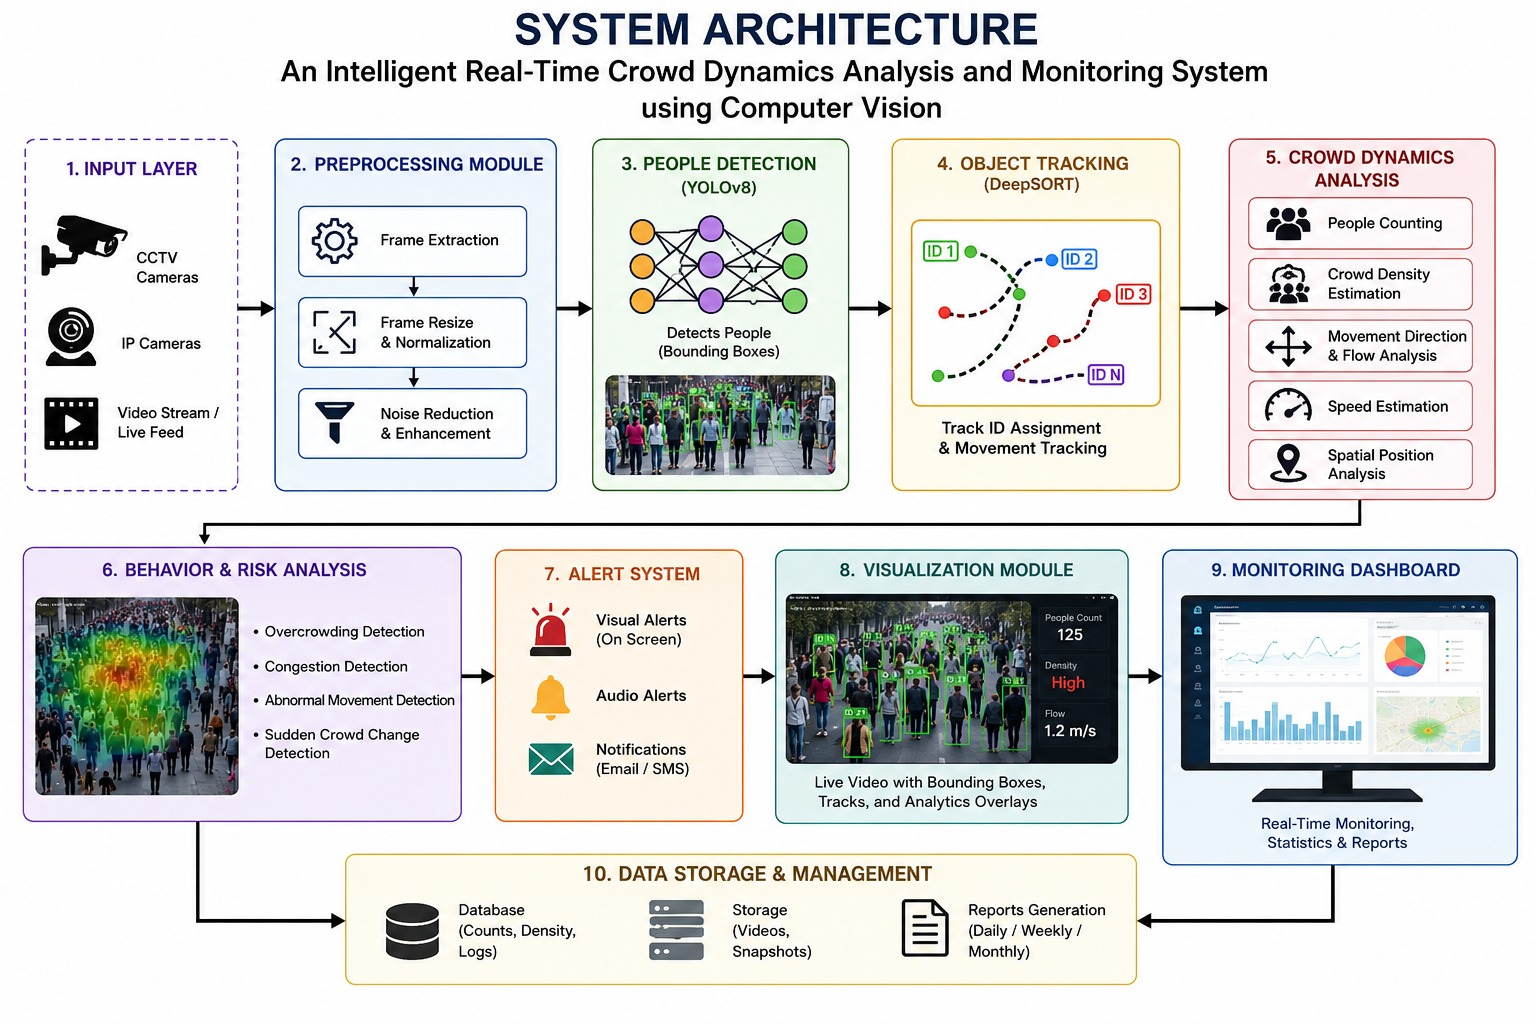 SYSTEM ARCHITECTURE
An Intelligent Real-Time Crowd Dynamics Analysis and Monitoring System
using Computer Vision
1. INPUT LAYER
CCTV
Cameras
IP Cameras
Video Stream /
Live Feed
2. PREPROCESSING MODULE
Frame Extraction
Frame Resize
& Normalization
Noise Reduction
& Enhancement
3. PEOPLE DETECTION
(YOLOv8)
Detects People
(Bounding Boxes)
4. OBJECT TRACKING
(DeepSORT)
ID 1
ID 2
ID 3
ID N
Track ID Assignment
& Movement Tracking
5. CROWD DYNAMICS
ANALYSIS
People Counting
Crowd Density
Estimation
Movement Direction
& Flow Analysis
Speed Estimation
Spatial Position
Analysis
6. BEHAVIOR & RISK ANALYSIS
• Overcrowding Detection
• Congestion Detection
• Abnormal Movement Detection
• Sudden Crowd Change
Detection
7. ALERT SYSTEM
Visual Alerts
(On Screen)
Audio Alerts
Notifications
(Email / SMS)
8. VISUALIZATION MODULE
People Count
125
Density
High
Flow
1.2 m/s
Live Video with Bounding Boxes,
Tracks, and Analytics Overlays
9. MONITORING DASHBOARD
Real-Time Monitoring,
Statistics & Reports
10. DATA STORAGE & MANAGEMENT
Database
(Counts, Density,
Logs)
Storage
(Videos,
Snapshots)
Reports Generation
(Daily / Weekly /
Monthly)